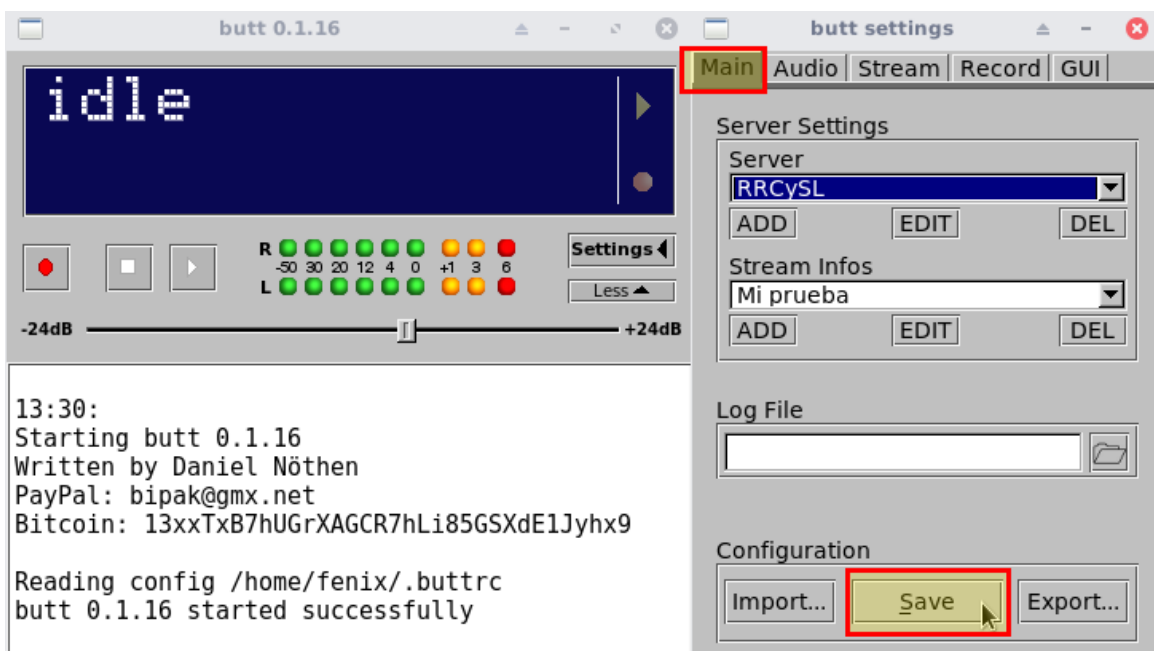 butt 0.1.16
idle
R
-50 30 20 12 4 0 +1 3 6
L
Settings
Less
-24dB
+24dB
13:30:
Starting butt 0.1.16
Written by Daniel Nöthen
PayPal: bipak@gmx.net
Bitcoin: 13xxTxB7hUGrXAGCR7hLi85GSXdE1Jyhx9
Reading config /home/fenix/.buttrc
butt 0.1.16 started successfully
butt settings
Main Audio Stream Record GUI
Server Settings
Server
RRCySL
ADD EDIT DEL
Stream Infos
Mi prueba
ADD EDIT DEL
Log File
Configuration
Import... Save Export...